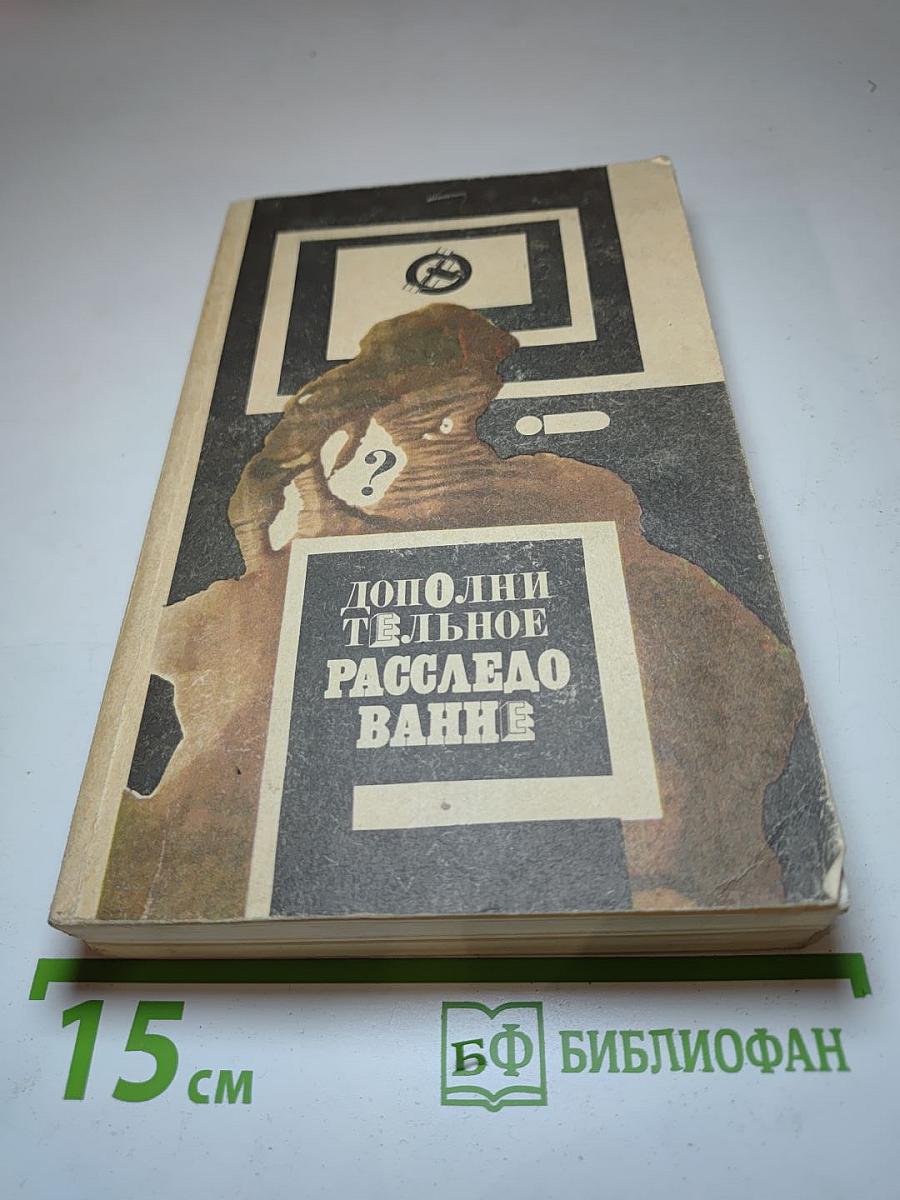 ?
ДОПОЛНИ
ТЕЛЬНОЕ
РАССЛЕДО
ВАНИЕ
15 см
БФ БИБЛИОФАН